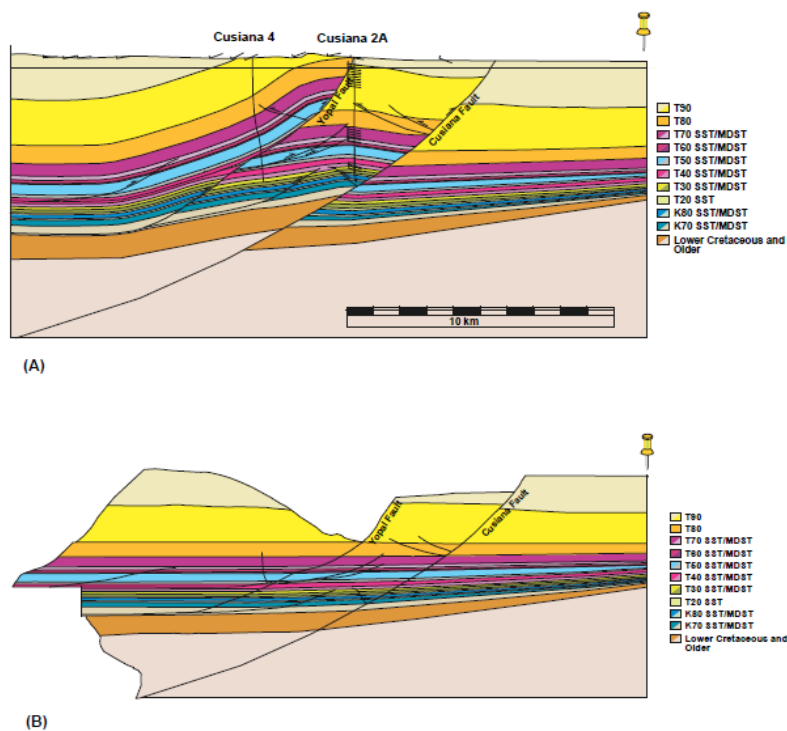 Cusiana 4
Cusiana 2A
Yopal Fault
Cusiana Fault
T90
T80
T70 SST/MDST
T60 SST/MDST
T50 SST/MDST
T40 SST/MDST
T30 SST/MDST
T20 SST
K80 SST/MDST
K70 SST/MDST
Lower Cretaceous and
Older
10 km
(A)
Yopal Fault
Cusiana Fault
T90
T80
T70 SST/MDST
T60 SST/MDST
T50 SST/MDST
T40 SST/MDST
T30 SST/MDST
T20 SST
K80 SST/MDST
K70 SST/MDST
Lower Cretaceous and
Older
(B)